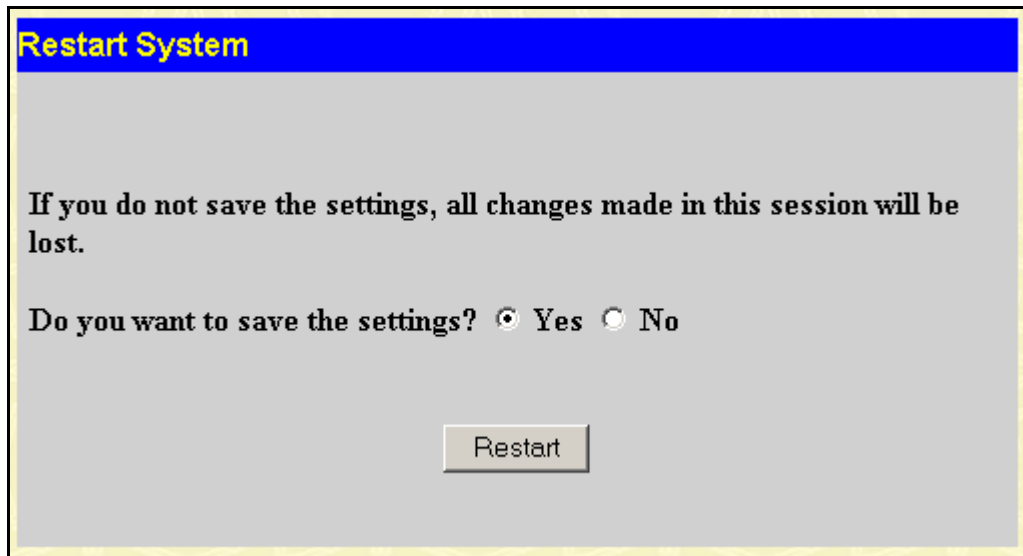 Restart System
If you do not save the settings, all changes made in this session will be
lost.
Do you want to save the settings? Yes No
Restart